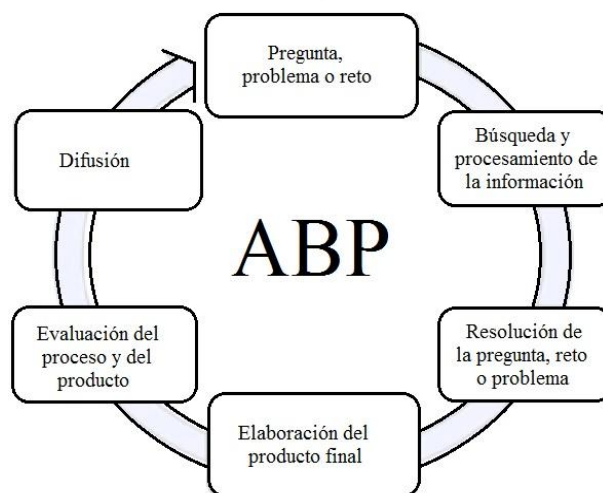 Pregunta,
problema o reto
Búsqueda y
procesamiento de
la información
Resolución de
la pregunta, reto
o problema
Elaboración del
producto final
Evaluación del
proceso y del
producto
Difusión
ABP